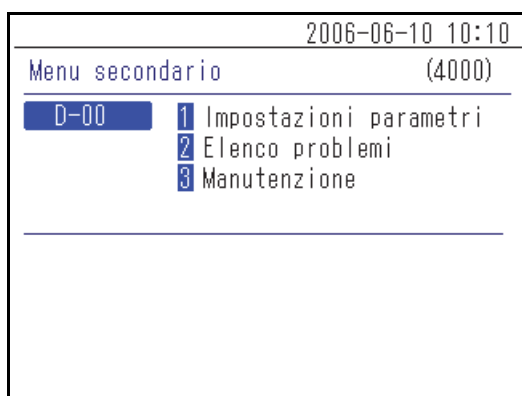 2006-06-10 10:10
Menu secondario (4000)
D-00 1 Impostazioni parametri
2 Elenco problemi
3 Manutenzione